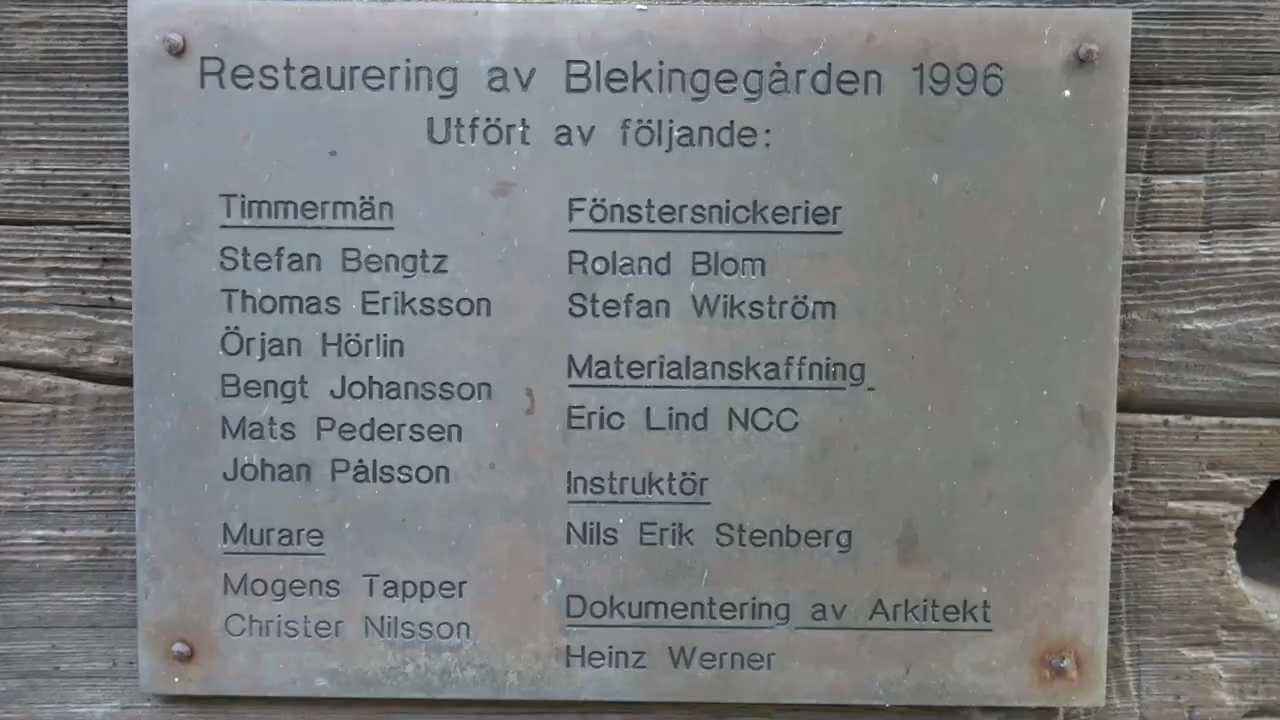 Restaurering av Blekingegården 1996
Utfört av följande:
Timmermän
Stefan Bengtz
Thomas Eriksson
Örjan Hörlin
Bengt Johansson
Mats Pedersen
Johan Pålsson
Murare
Mogens Tapper
Christer Nilsson
Fönstersnickerier
Roland Blom
Stefan Wikström
Materialanskaffning
Eric Lind NCC
Instruktör
Nils Erik Stenberg
Dokumentering av Arkitekt
Heinz Werner